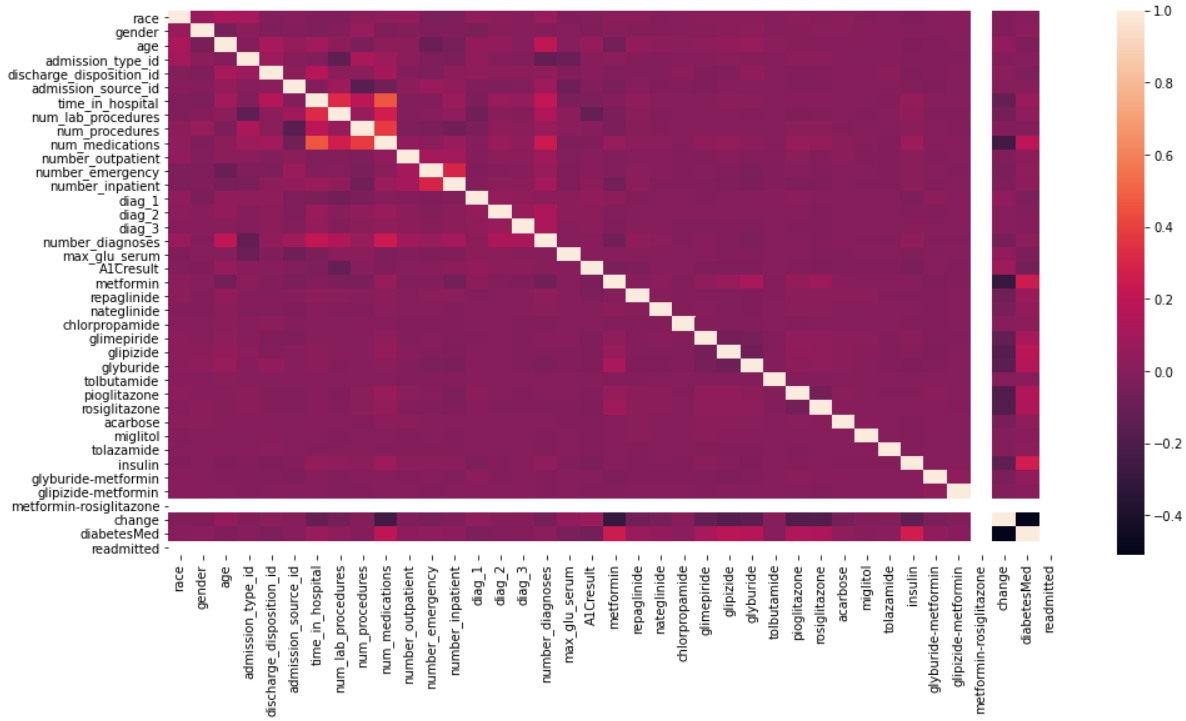 race
gender
age
admission_type_id
discharge_disposition_id
admission_source_id
time_in_hospital
num_lab_procedures
num_procedures
num_medications
number_outpatient
number_emergency
number_inpatient
diag_1
diag_2
diag_3
number_diagnoses
max_glu_serum
A1Cresult
metformin
repaglinide
nateglinide
chlorpropamide
glimepiride
glipizide
glyburide
tolbutamide
pioglitazone
rosiglitazone
acarbose
miglitol
tolazamide
insulin
glyburide-metformin
glipizide-metformin
metformin-rosiglitazone
change
diabetesMed
readmitted
race
gender
age
admission_type_id
discharge_disposition_id
admission_source_id
time_in_hospital
num_lab_procedures
num_procedures
num_medications
number_outpatient
number_emergency
number_inpatient
diag_1
diag_2
diag_3
number_diagnoses
max_glu_serum
A1Cresult
metformin
repaglinide
nateglinide
chlorpropamide
glimepiride
glipizide
glyburide
tolbutamide
pioglitazone
rosiglitazone
acarbose
miglitol
tolazamide
insulin
glyburide-metformin
glipizide-metformin
metformin-rosiglitazone
change
diabetesMed
readmitted
1.0
0.8
0.6
0.4
0.2
0.0
−0.2
−0.4